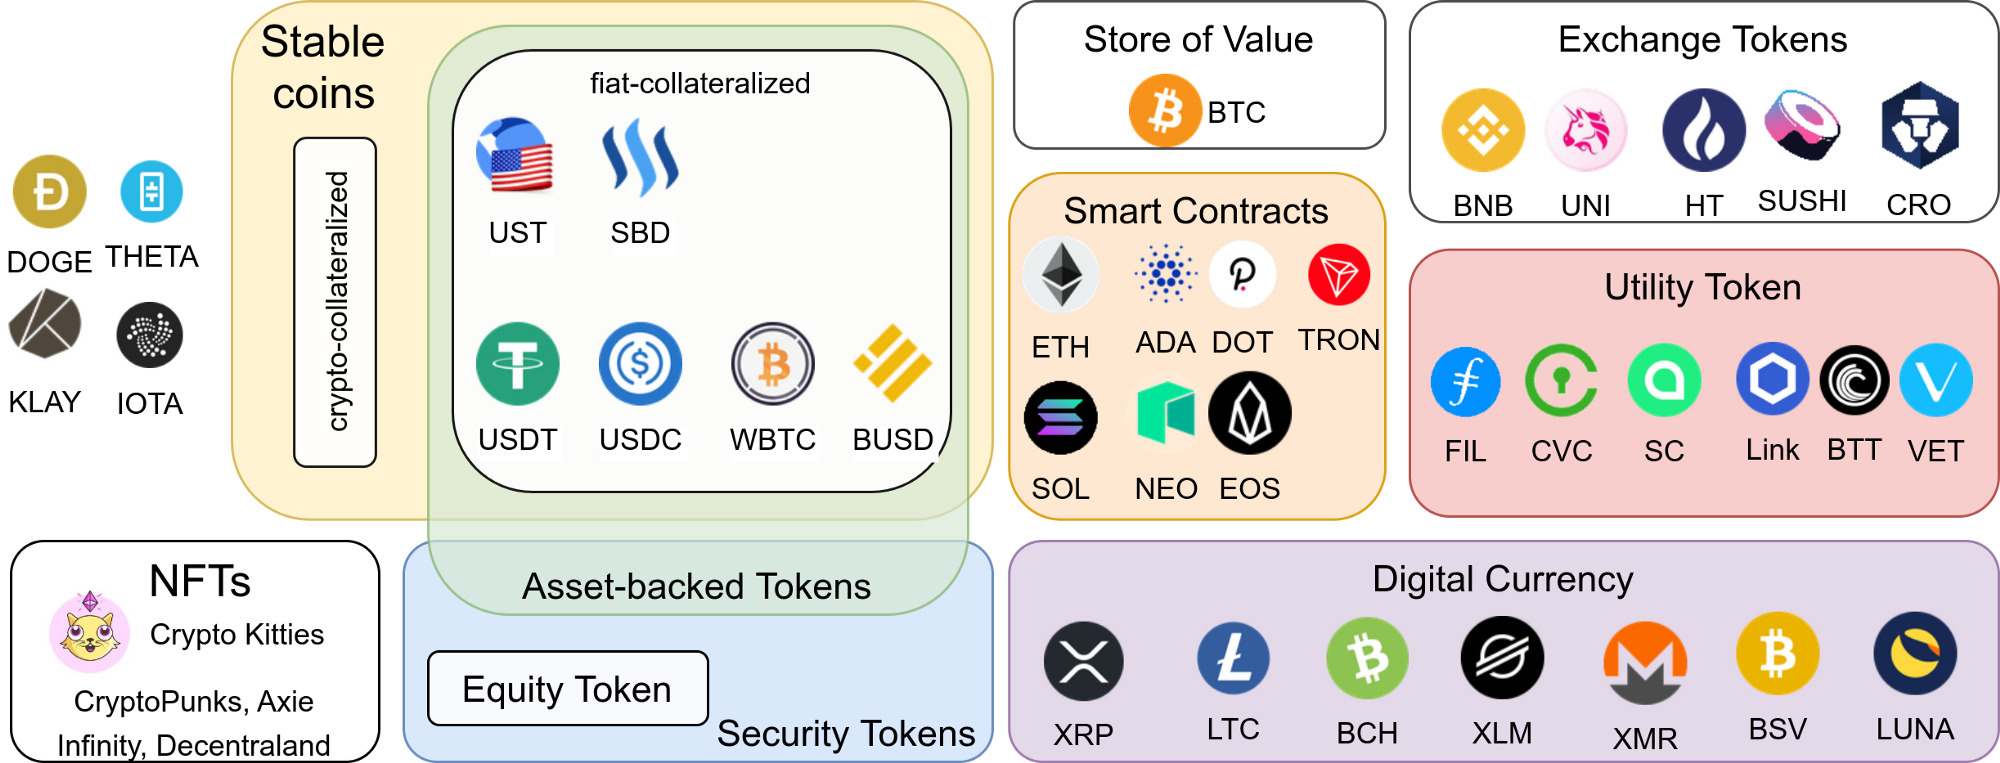 DOGE
THETA
KLAY
IOTA
Stable
coins
crypto-collateralized
fiat-collateralized
UST
SBD
USDT
USDC
WBTC
BUSD
Asset-backed Tokens
Equity Token
Security Tokens
NFTs
Crypto Kitties
CryptoPunks, Axie
Infinity, Decentraland
Store of Value
BTC
Smart Contracts
ETH
ADA
DOT
TRON
SOL
NEO
EOS
Exchange Tokens
BNB
UNI
HT
SUSHI
CRO
Utility Token
FIL
CVC
SC
Link
BTT
VET
Digital Currency
XRP
LTC
BCH
XLM
XMR
BSV
LUNA